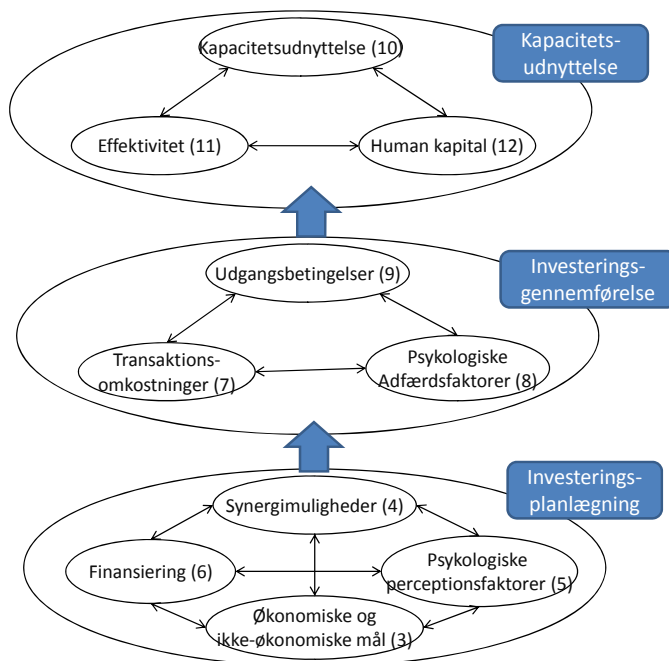 Kapacitetsudnyttelse (10)
Kapacitets-
udnyttelse
Effektivitet (11)
Human kapital (12)
Udgangsbetingelser (9)
Investerings-
gennemførelse
Transaktions-
omkostninger (7)
Psykologiske
Adfærdsfaktorer (8)
Synergimuligheder (4)
Investerings-
planlægning
Finansiering (6)
Psykologiske
perceptionsfaktorer (5)
Økonomiske og
ikke-økonomiske mål (3)